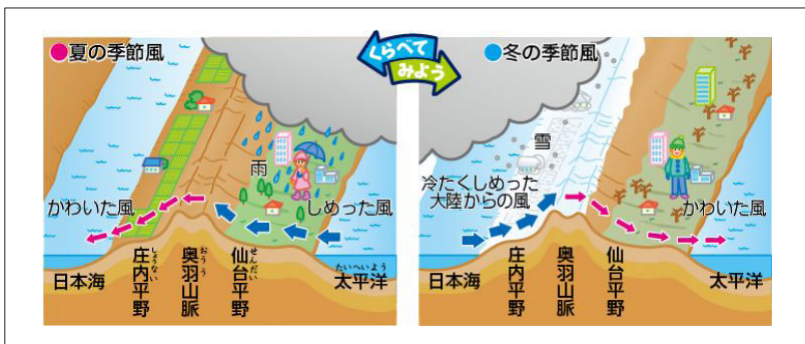 ●夏の季節風
くらべて
みよう
●冬の季節風
雨
かわいた風
しめった風
日本海
庄内平野
しょうない
奥羽山脈
おうう
仙台平野
せんだい
太平洋
たいへいよう
雪
冷たくしめった
大陸からの風
かわいた風
日本海
庄内平野
奥羽山脈
仙台平野
太平洋